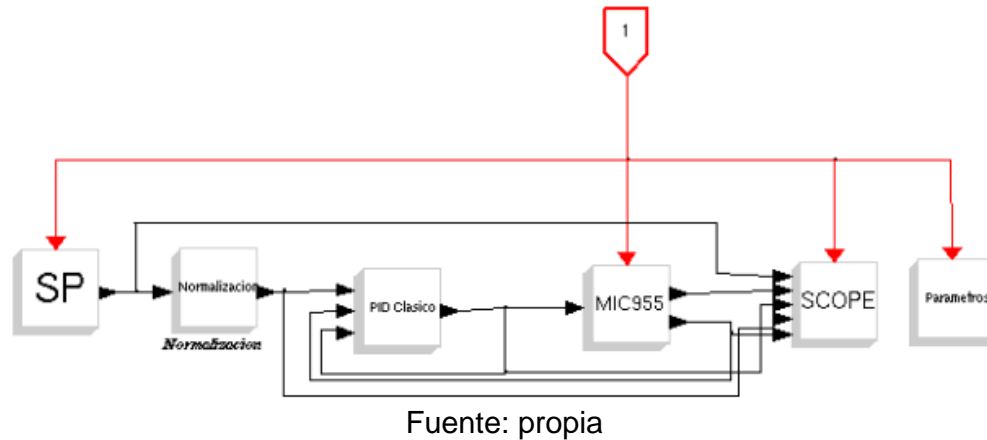 1
SP
Normalizacion
Normalizacion
PID Clasico
MIC955
SCOPE
Parametros
Fuente: propia